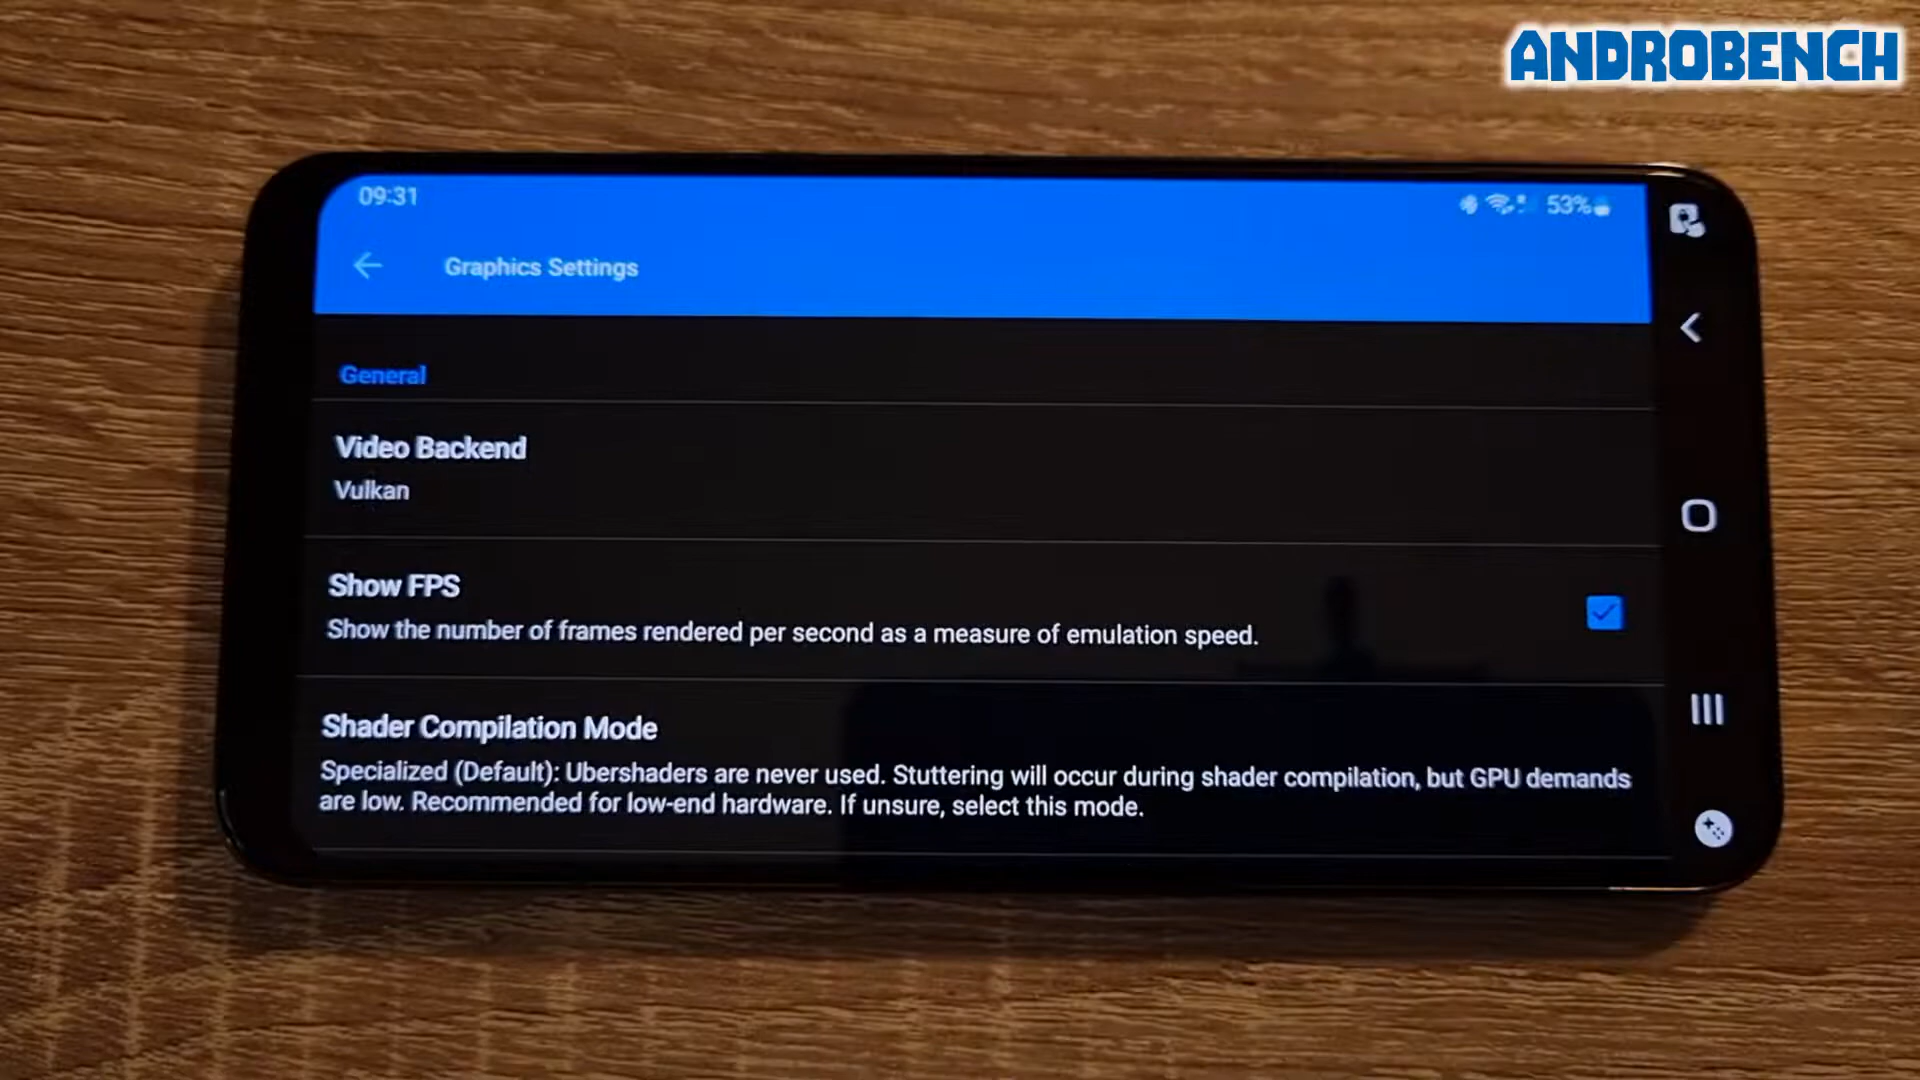 ANDROBENCH
09:31
53%
Graphics Settings
General
Video Backend
Vulkan
Show FPS
Show the number of frames rendered per second as a measure of emulation speed.
Shader Compilation Mode
Specialized (Default): Ubershaders are never used. Stuttering will occur during shader compilation, but GPU demands
are low. Recommended for low-end hardware. If unsure, select this mode.